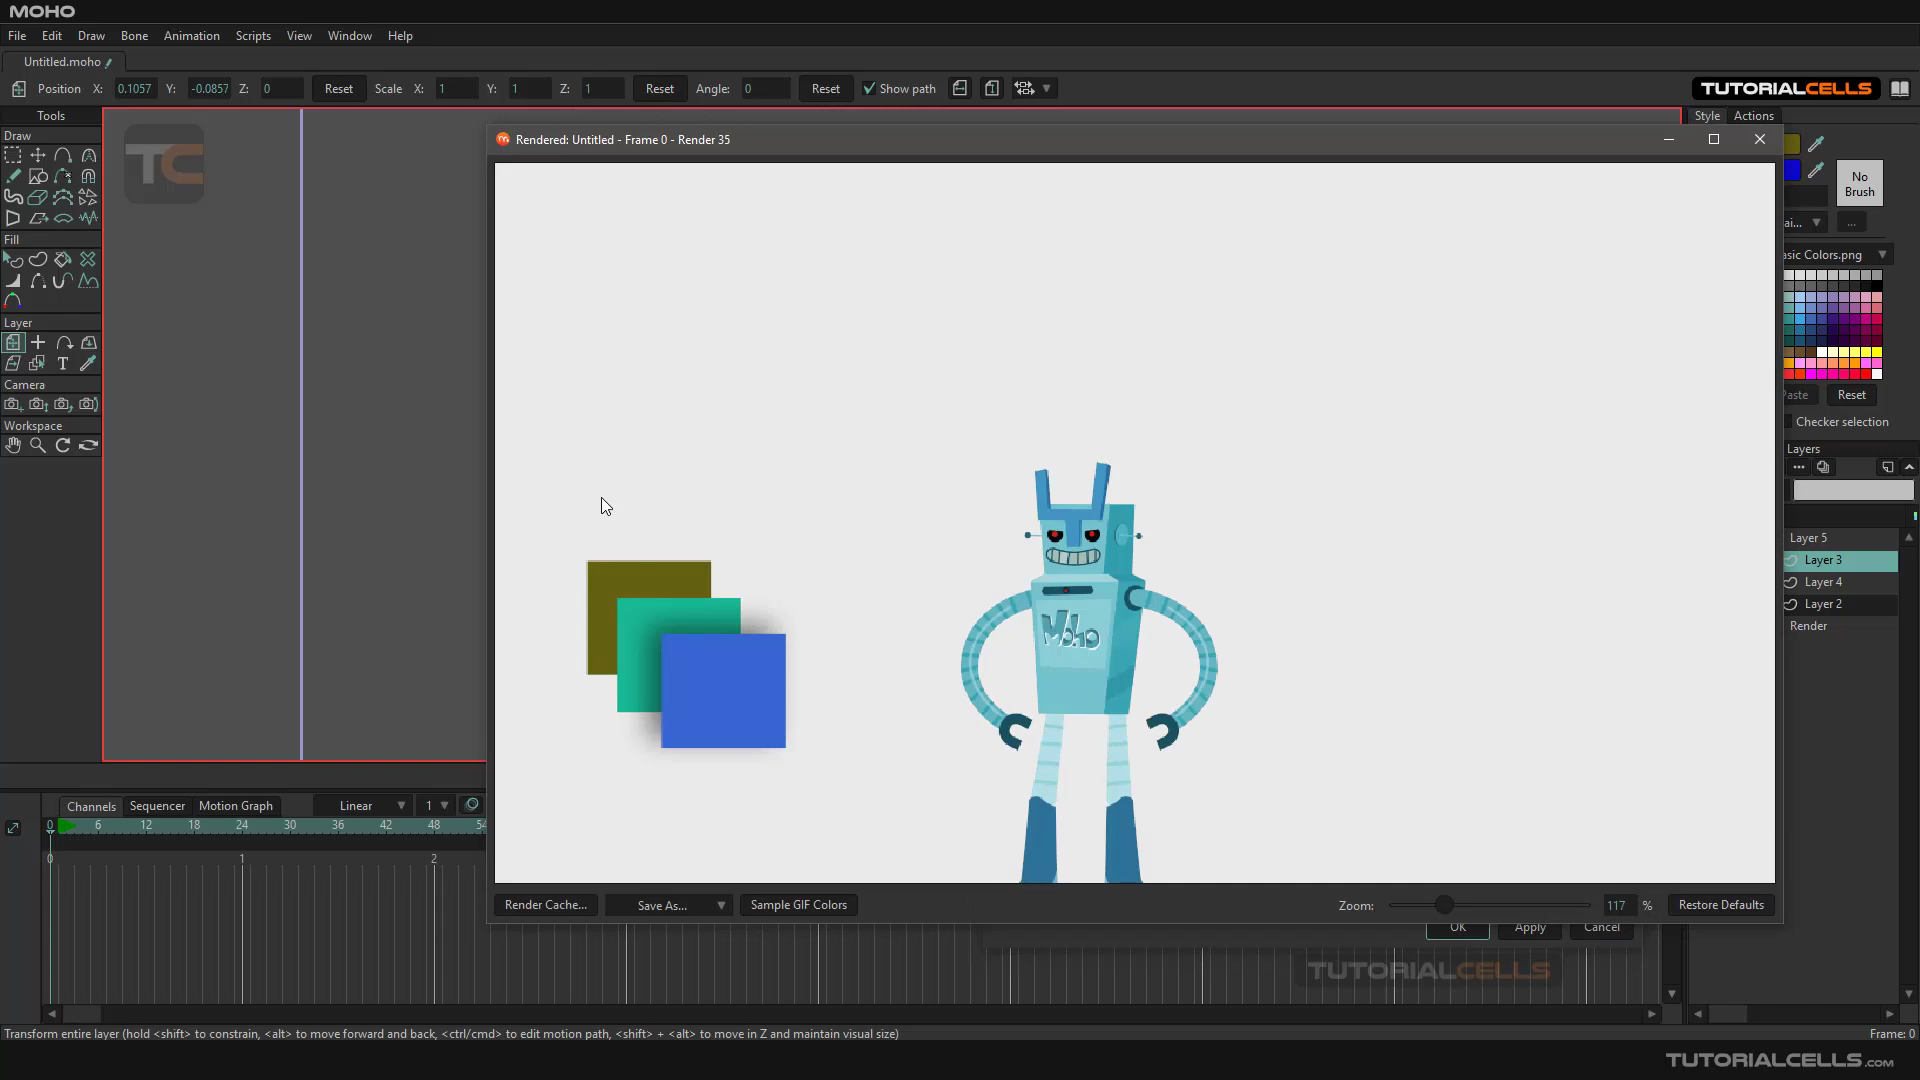 MOHO
File Edit Draw Bone Animation Scripts View Window Help
Untitled.moho
Position X: 0.1057 Y: -0.0857 Z: 0 Reset Scale X: 1 Y: 1 Z: 1 Reset Angle: 0 Reset Show path
TUTORIALCELLS
Tools
Style Actions
Draw
TC
Rendered: Untitled - Frame 0 - Render 35
No
Brush
ai... ...
Fill
asic Colors.png
Layer
T
Camera
aste Reset
Checker selection
Workspace
Layers
...
Layer 5
Layer 3
Layer 4
Layer 2
Render
Moho
Channels Sequencer Motion Graph Linear 1
0 6 12 18 24 30 36 42 48 54
0 1 2
Render Cache... Save As... Sample GIF Colors Zoom: 117 % Restore Defaults
OK Apply Cancel
TUTORIALCELLS
Transform entire layer (hold <shift> to constrain, <alt> to move forward and back, <ctrl/cmd> to edit motion path, <shift> + <alt> to move in Z and maintain visual size)
Frame: 0
TUTORIALCELLS.COM